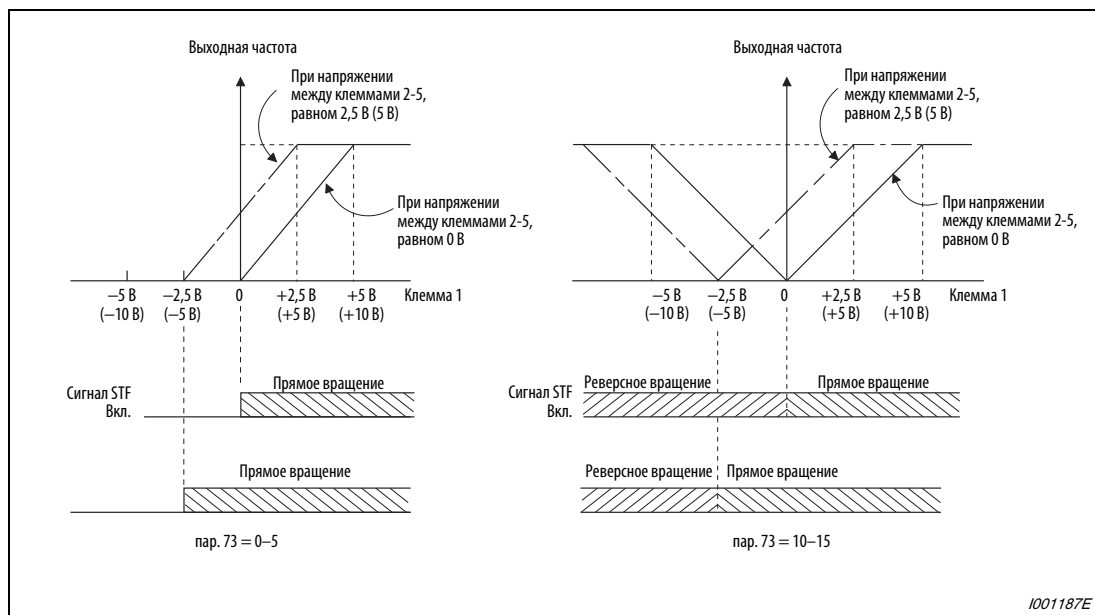 Выходная частота
При напряжении
между клеммами 2-5,
равном 2,5 В (5 В)
При напряжении
между клеммами 2-5,
равном 0 В
−5 В
(−10 В)
−2,5 В
(−5 В)
0
+2,5 В
(+5 В)
+5 В
(+10 В)
Клемма 1
Сигнал STF
Вкл.
Прямое вращение
Прямое вращение
пар. 73 = 0–5
Выходная частота
При напряжении
между клеммами 2-5,
равном 2,5 В (5 В)
При напряжении
между клеммами 2-5,
равном 0 В
−5 В
(−10 В)
−2,5 В
(−5 В)
0
+2,5 В
(+5 В)
+5 В
(+10 В)
Клемма 1
Сигнал STF
Вкл.
Реверсное вращение
Прямое вращение
Реверсное вращение
Прямое вращение
пар. 73 = 10–15
I001187E